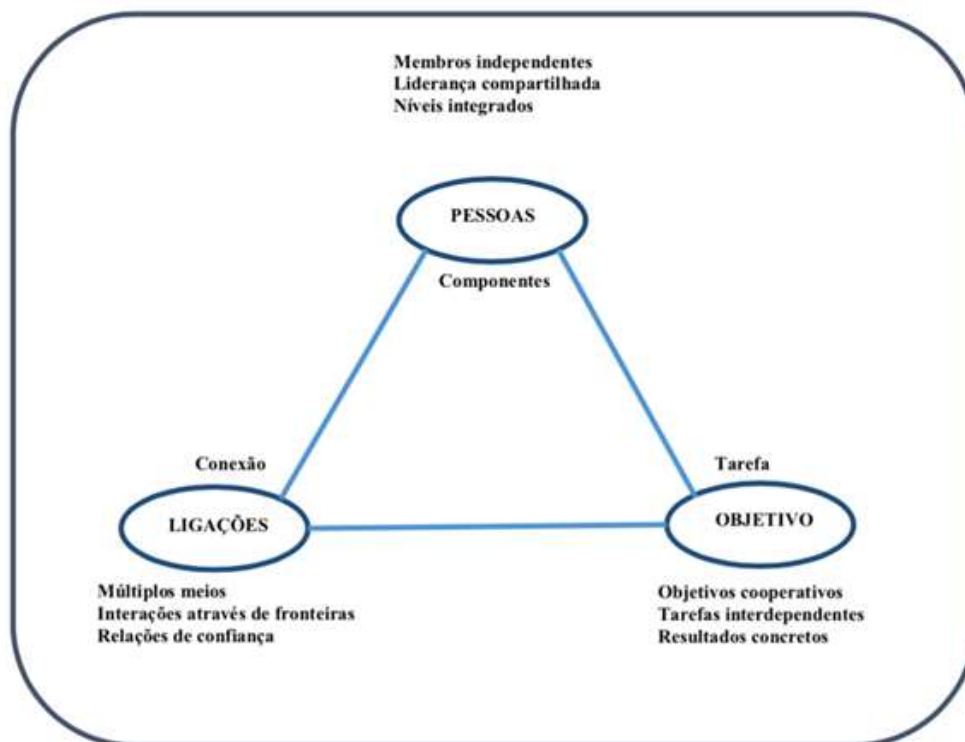 Membros independentes
Liderança compartilhada
Níveis integrados
PESSOAS
Componentes
Conexão
Tarefa
LIGAÇÕES
OBJETIVO
Múltiplos meios
Interações através de fronteiras
Relações de confiança
Objetivos cooperativos
Tarefas interdependentes
Resultados concretos